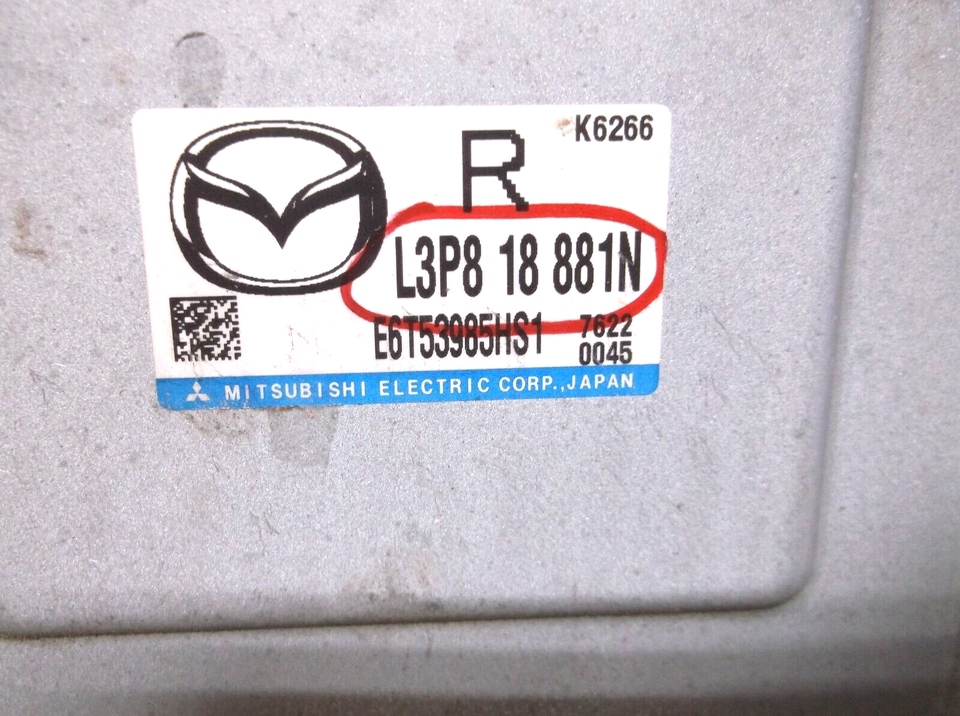 K6266
R
L3P8 18 881N
E6T53985HS1 7622
0045
MITSUBISHI ELECTRIC CORP., JAPAN